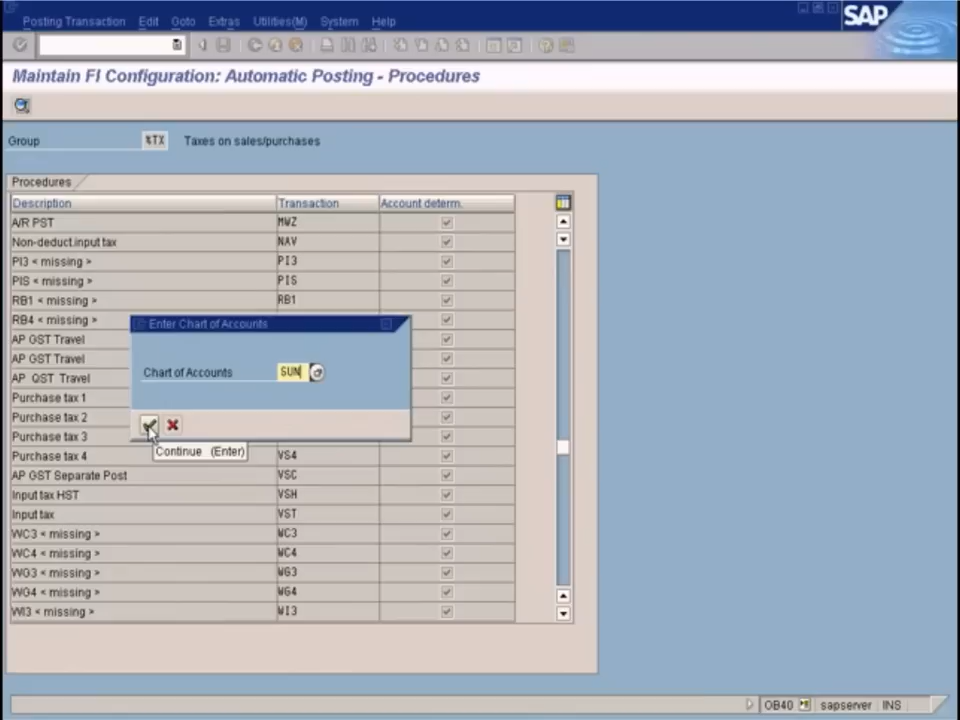 Posting Transaction Edit Goto Extras Utilities(M) System Help
SAP
Maintain FI Configuration: Automatic Posting - Procedures
Group %TX Taxes on sales/purchases
Procedures
Description Transaction Account determ.
A/R PST MWZ
Non-deduct.input tax NAV
PI3 < missing > PI3
PIS < missing > PIS
RB1 < missing > RB1
RB4 < missing >
Enter Chart of Accounts
AP GST Travel
AP GST Travel
Chart of Accounts SUN
AP QST Travel
Purchase tax 1
Purchase tax 2
Purchase tax 3
Continue (Enter)
Purchase tax 4 VS4
AP GST Separate Post VSC
Input tax HST VSH
Input tax VST
WC3 < missing > WC3
WC4 < missing > WC4
WG3 < missing > WG3
WG4 < missing > WG4
WI3 < missing > WI3
OB40 sapserver INS